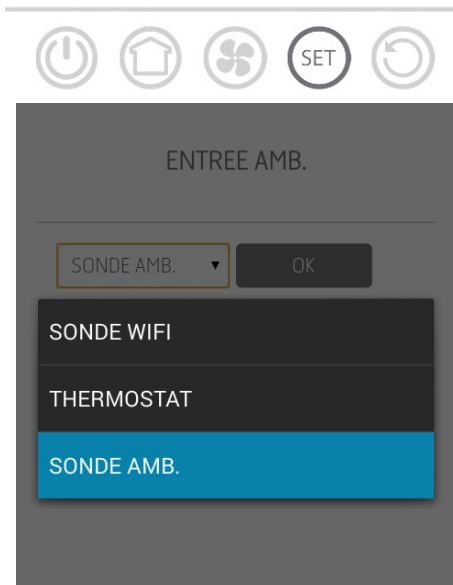 SET
ENTREE AMB.
SONDE AMB. OK
SONDE WIFI
THERMOSTAT
SONDE AMB.